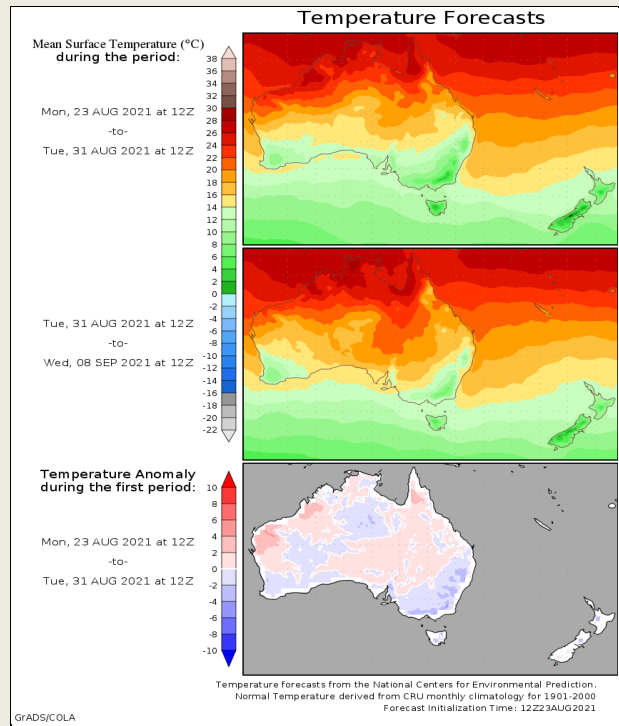 Temperature Forecasts
Mean Surface Temperature (°C)
during the period:
Mon, 23 AUG 2021 at 12Z
-to-
Tue, 31 AUG 2021 at 12Z
38
36
34
32
30
28
26
24
22
20
18
16
14
12
10
8
6
4
2
0
-2
-4
-6
-8
-10
-12
-14
-16
-18
-20
-22
Tue, 31 AUG 2021 at 12Z
-to-
Wed, 08 SEP 2021 at 12Z
Temperature Anomaly
during the first period:
Mon, 23 AUG 2021 at 12Z
-to-
Tue, 31 AUG 2021 at 12Z
10
8
6
4
2
0
-2
-4
-6
-8
-10
Temperature forecasts from the National Centers for Environmental Prediction.
Normal Temperature derived from CRU monthly climatology for 1901-2000
Forecast Initialization Time: 12Z23AUG2021
GrADS/COLA